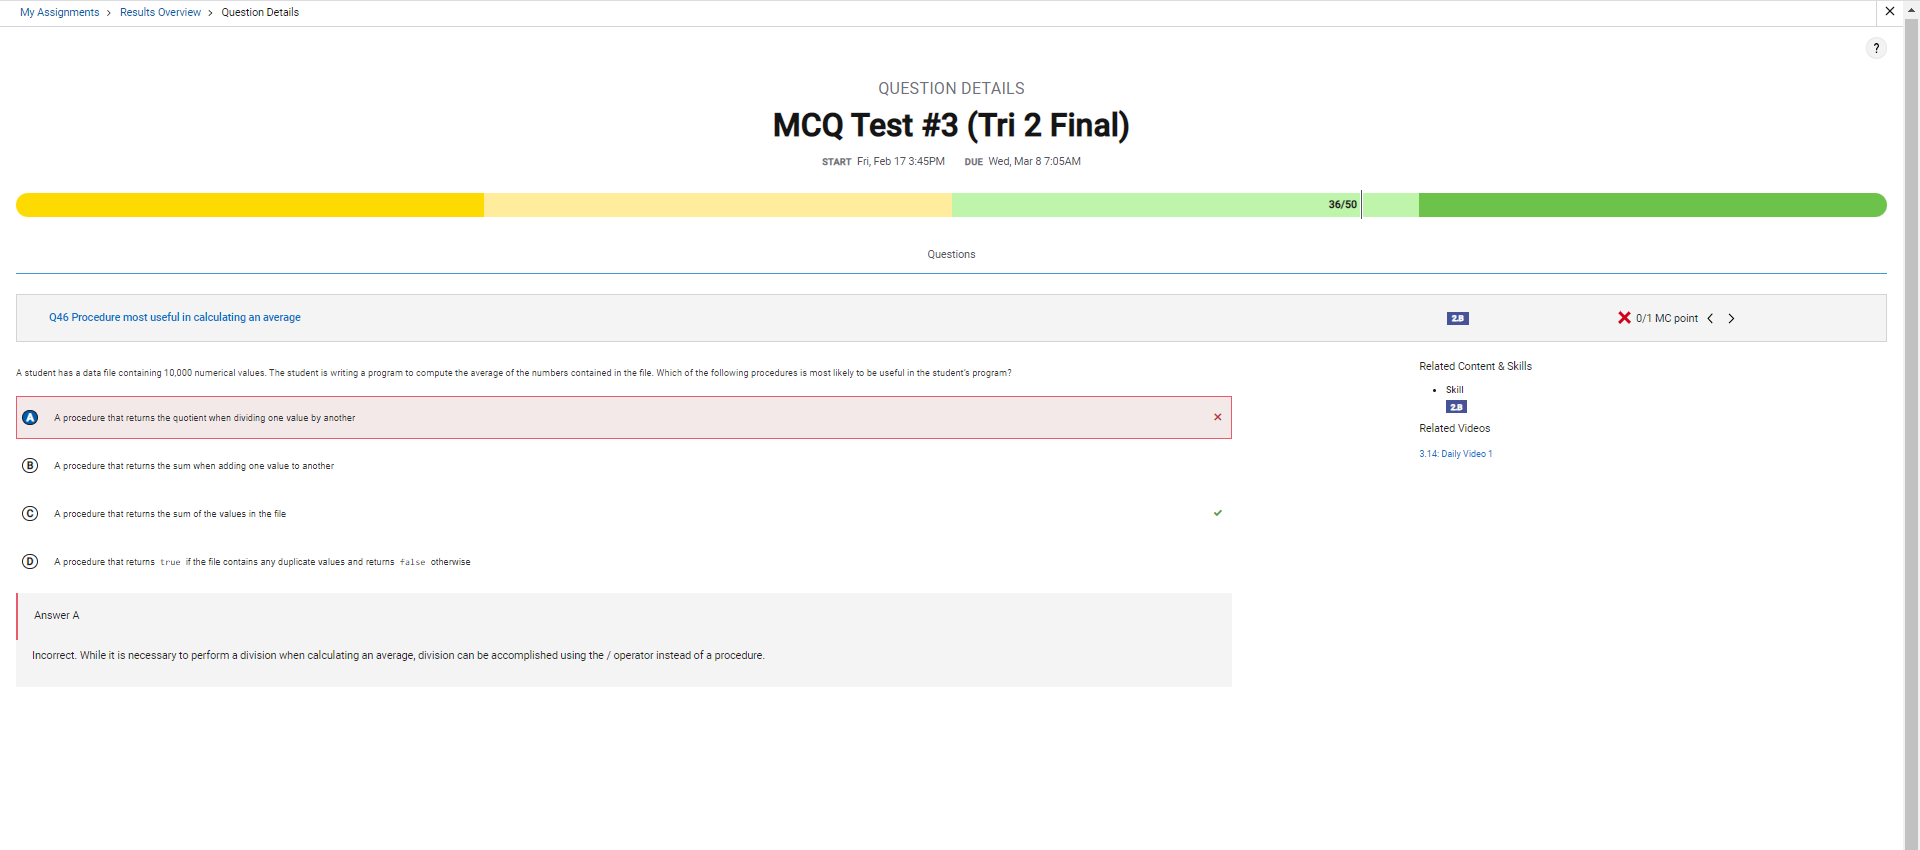 My Assignments > Results Overview > Question Details
?
QUESTION DETAILS
MCQ Test #3 (Tri 2 Final)
START Fri, Feb 17 3:45PM DUE Wed, Mar 8 7:05AM
36/50
Questions
Q46 Procedure most useful in calculating an average 2.B 0/1 MC point
A student has a data file containing 10,000 numerical values. The student is writing a program to compute the average of the numbers contained in the file. Which of the following procedures is most likely to be useful in the student's program?
A A procedure that returns the quotient when dividing one value by another
B A procedure that returns the sum when adding one value to another
C A procedure that returns the sum of the values in the file
D A procedure that returns true if the file contains any duplicate values and returns false otherwise
Answer A
Incorrect. While it is necessary to perform a division when calculating an average, division can be accomplished using the / operator instead of a procedure.
Related Content & Skills
• Skill
2.B
Related Videos
3.14: Daily Video 1